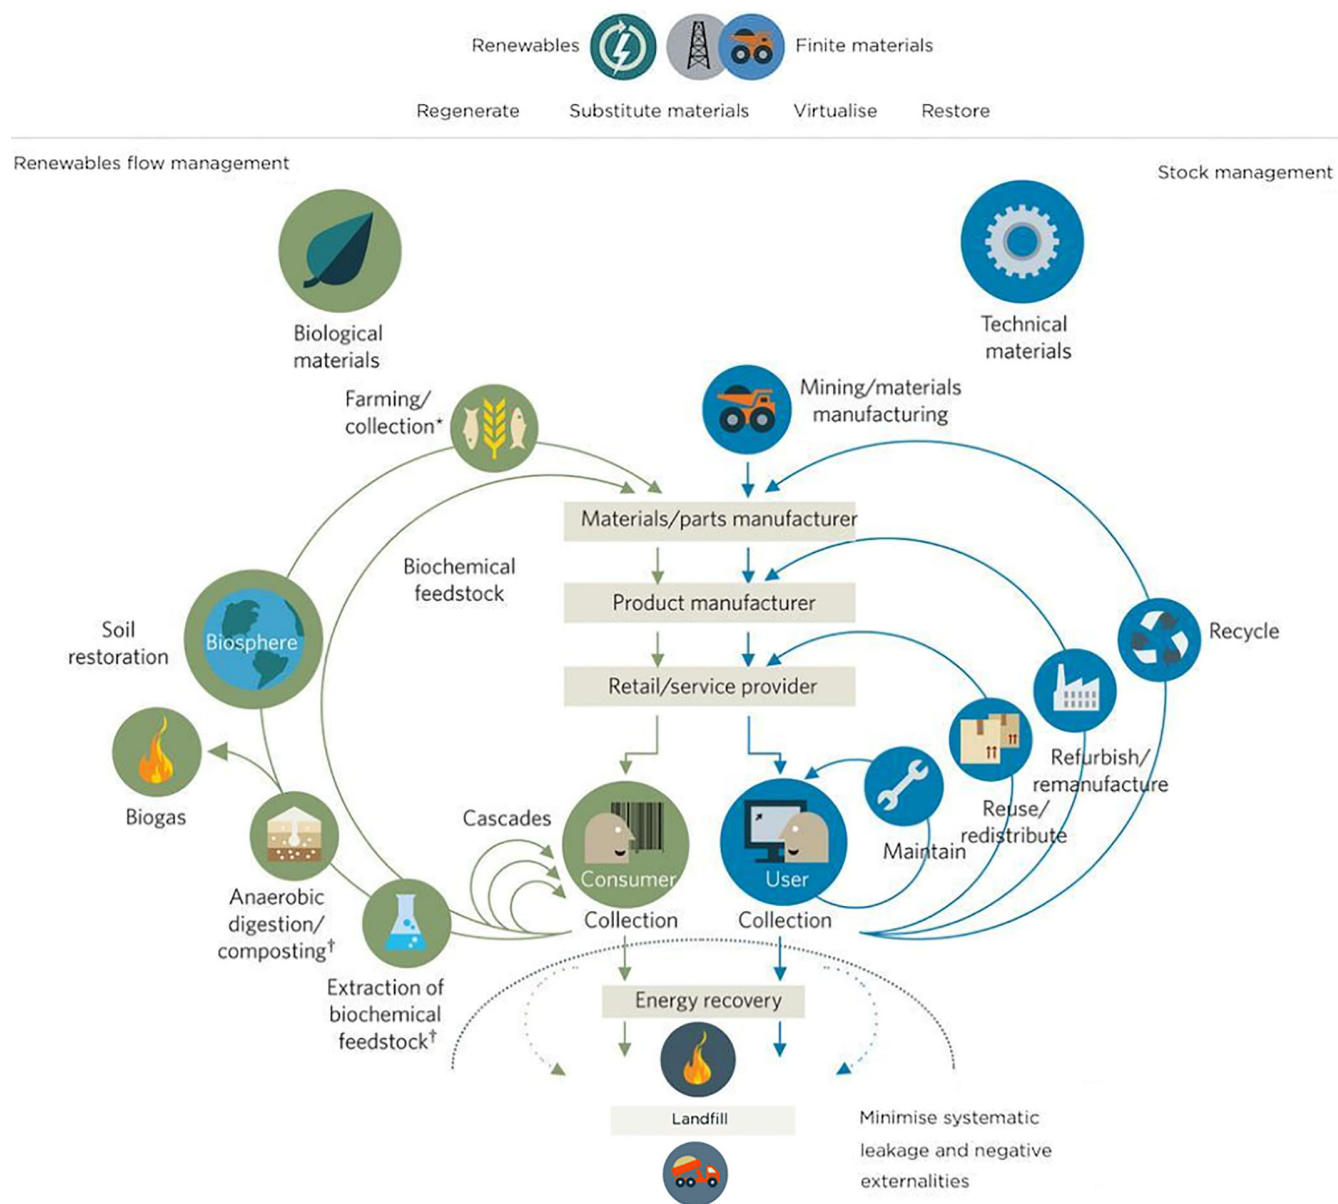 Renewables
Finite materials
Regenerate
Substitute materials
Virtualise
Restore
Renewables flow management
Stock management
Biological
materials
Technical
materials
Farming/
collection*
Mining/materials
manufacturing
Materials/parts manufacturer
Biochemical
feedstock
Product manufacturer
Soil
restoration
Biosphere
Recycle
Retail/service provider
Refurbish/
remanufacture
Biogas
Cascades
Reuse/
redistribute
Maintain
Consumer
User
Anaerobic
digestion/
composting†
Collection
Collection
Extraction of
biochemical
feedstock†
Energy recovery
Landfill
Minimise systematic
leakage and negative
externalities